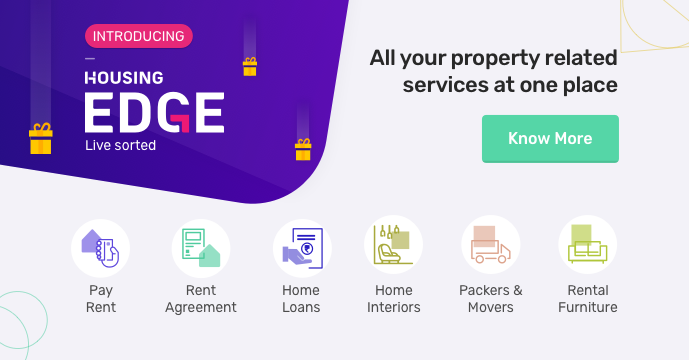 INTRODUCING
HOUSING
EDGE
Live sorted
All your property related
services at one place
Know More
Pay
Rent
Rent
Agreement
Home
Loans
Home
Interiors
Packers &
Movers
Rental
Furniture